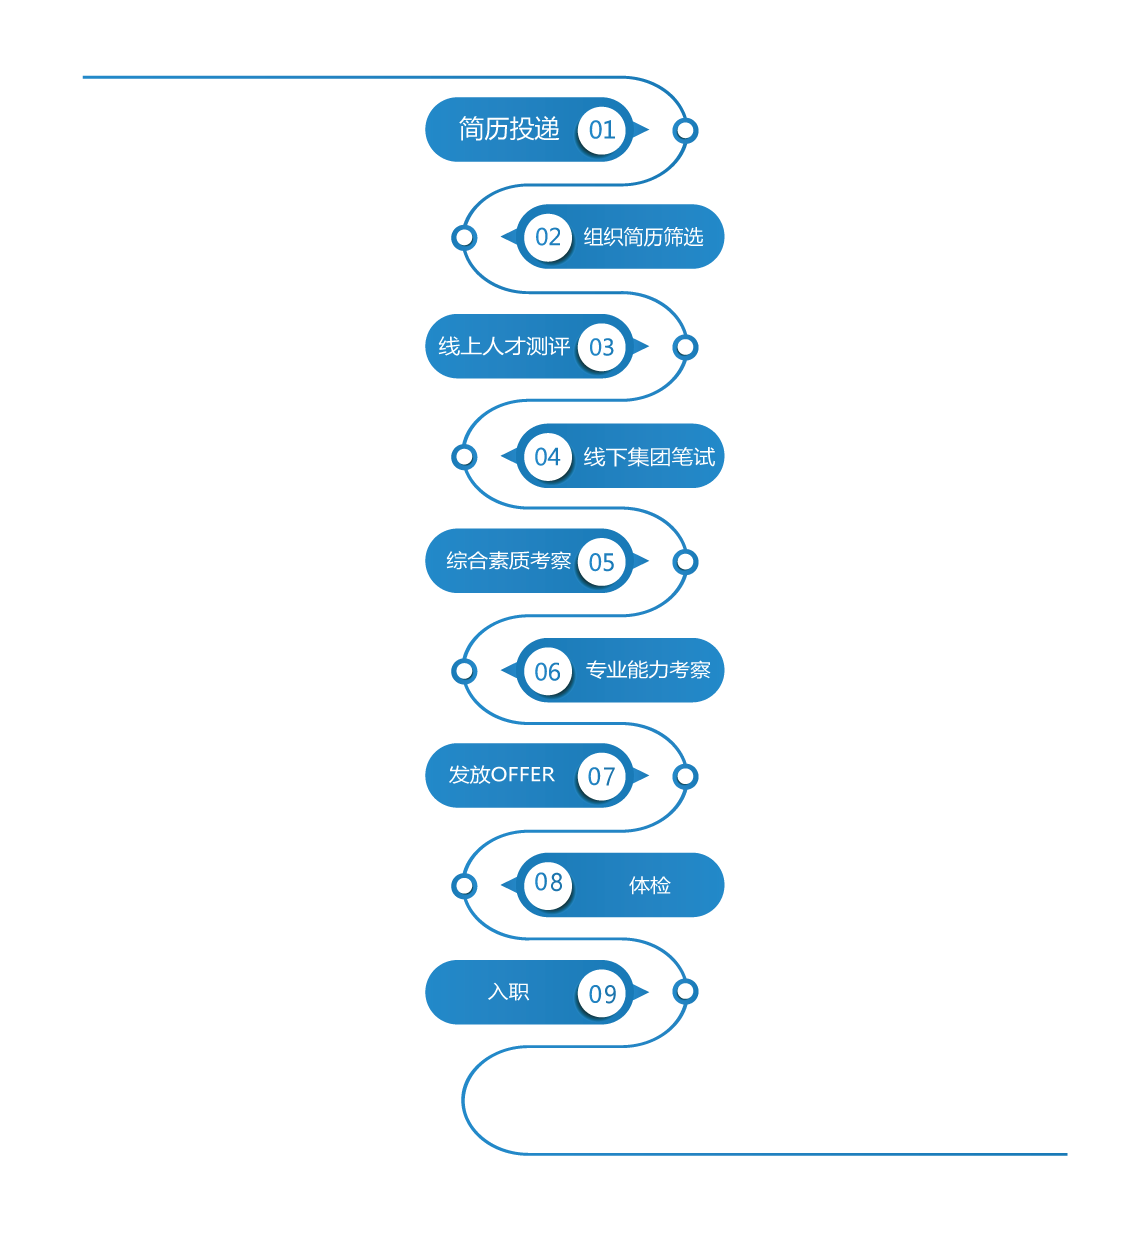 简历投递 01
02 组织简历筛选
线上人才测评 03
04 线下集团笔试
综合素质考察 05
06 专业能力考察
发放OFFER 07
08 体检
入职 09